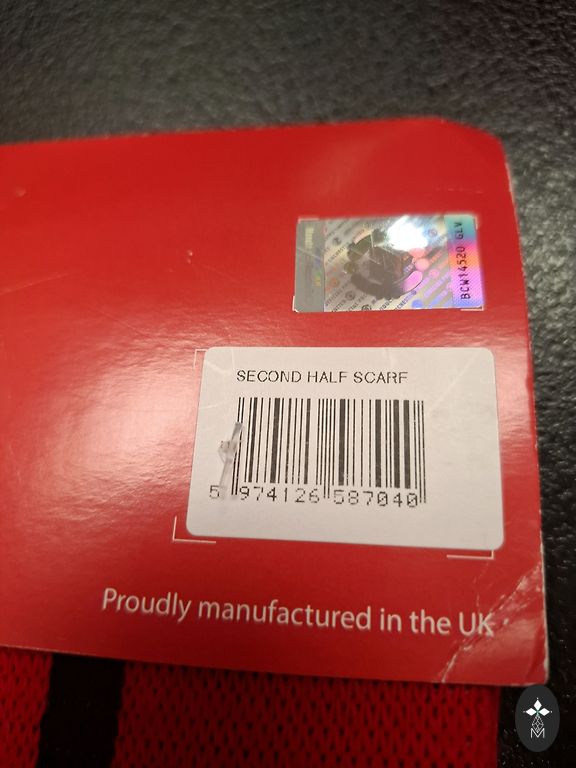 BCW14520 GLV
SECOND HALF SCARF
5 974126 587040
Proudly manufactured in the UK
M